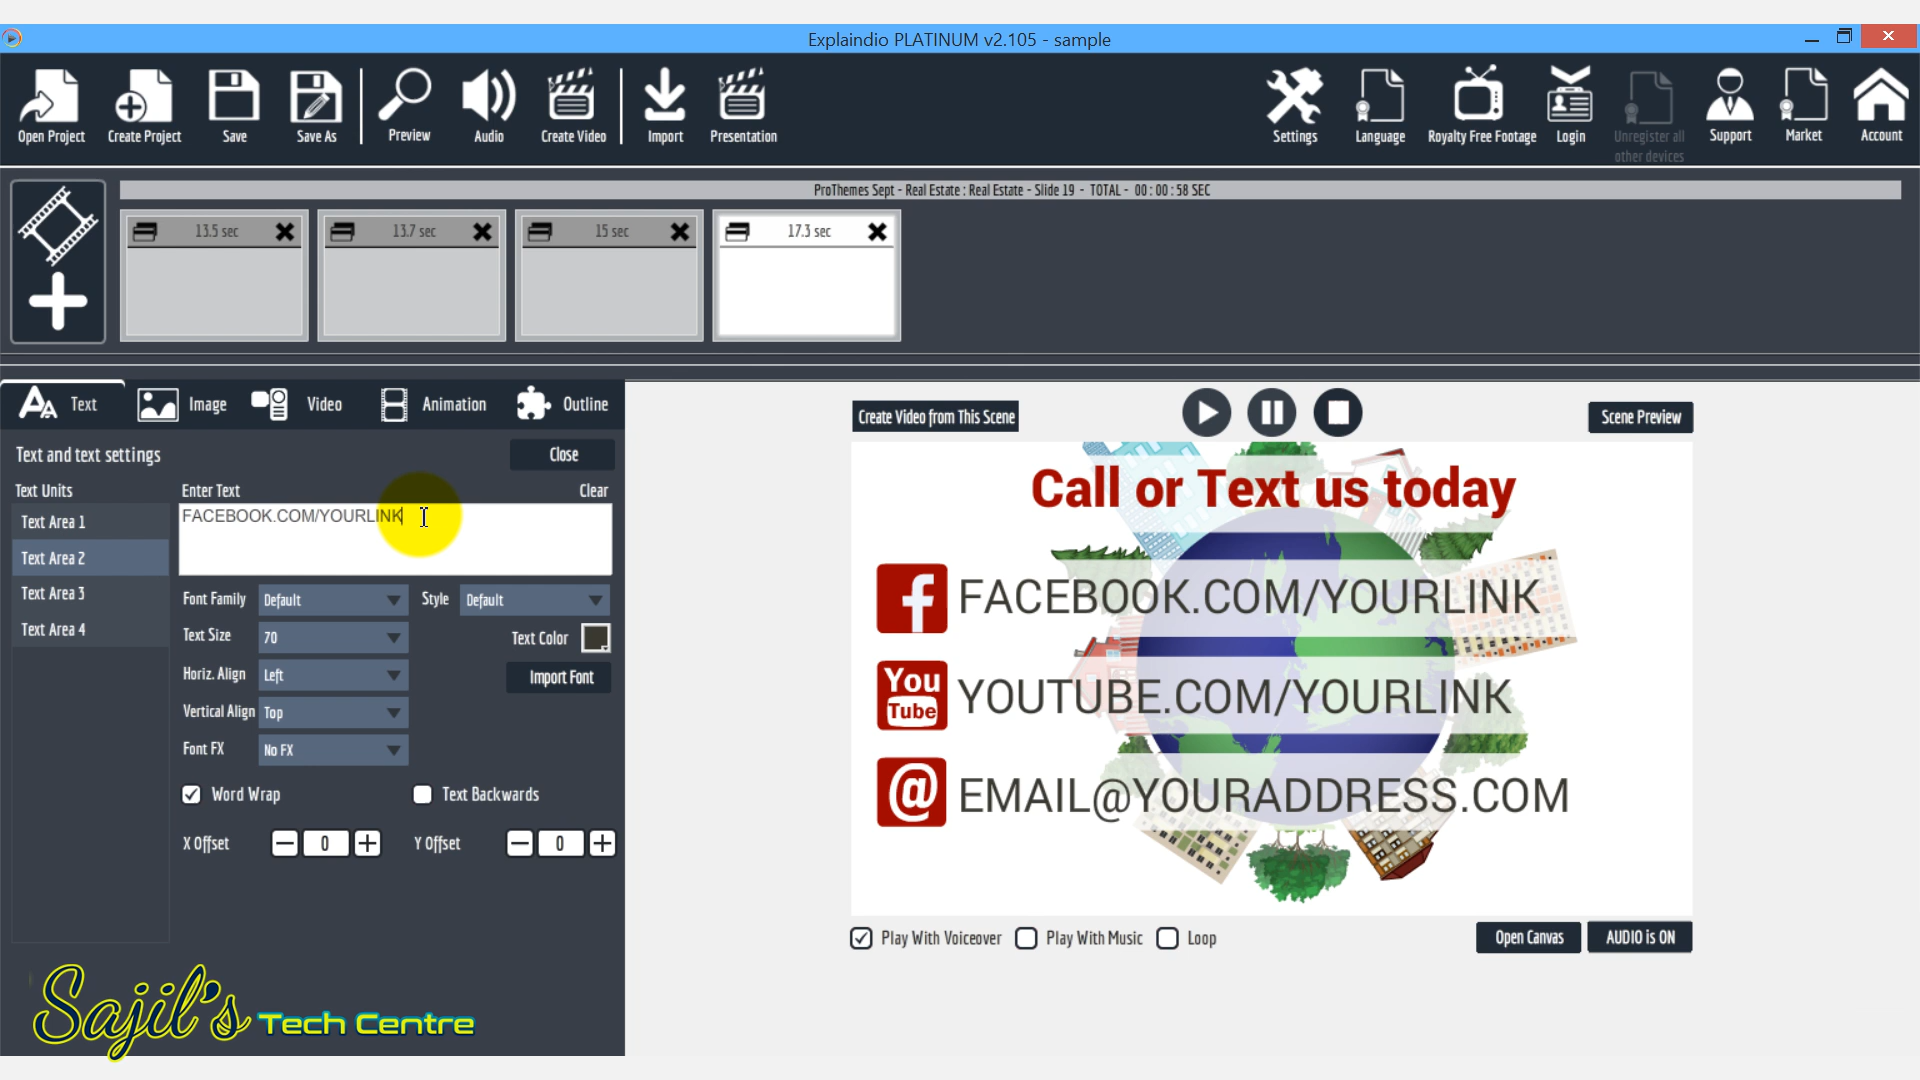 Explaindio PLATINUM v2.105 - sample
Open Project
Create Project
Save
Save As
Preview
Audio
Create Video
Import
Presentation
Settings
Language
Royalty Free Footage
Login
Unregister all
other devices
Support
Market
Account
ProThemes Sept - Real Estate : Real Estate - Slide 19 - TOTAL - 00 : 00 : 58 SEC
13.5 sec
13.7 sec
15 sec
17.3 sec
Text
Image
Video
Animation
Outline
Text and text settings
Close
Text Units
Enter Text
Clear
Text Area 1
Text Area 2
Text Area 3
Text Area 4
FACEBOOK.COM/YOURLINK
Font Family
Default
Style
Default
Text Size
70
Text Color
Horiz. Align
Left
Import Font
Vertical Align
Top
Font FX
No FX
Word Wrap
Text Backwards
X Offset
0
Y Offset
0
Create Video from This Scene
Scene Preview
Call or Text us today
f FACEBOOK.COM/YOURLINK
You
Tube
YOUTUBE.COM/YOURLINK
@ EMAIL@YOURADDRESS.COM
Play With Voiceover
Play With Music
Loop
Open Canvas
AUDIO is ON
Sajil's Tech Centre